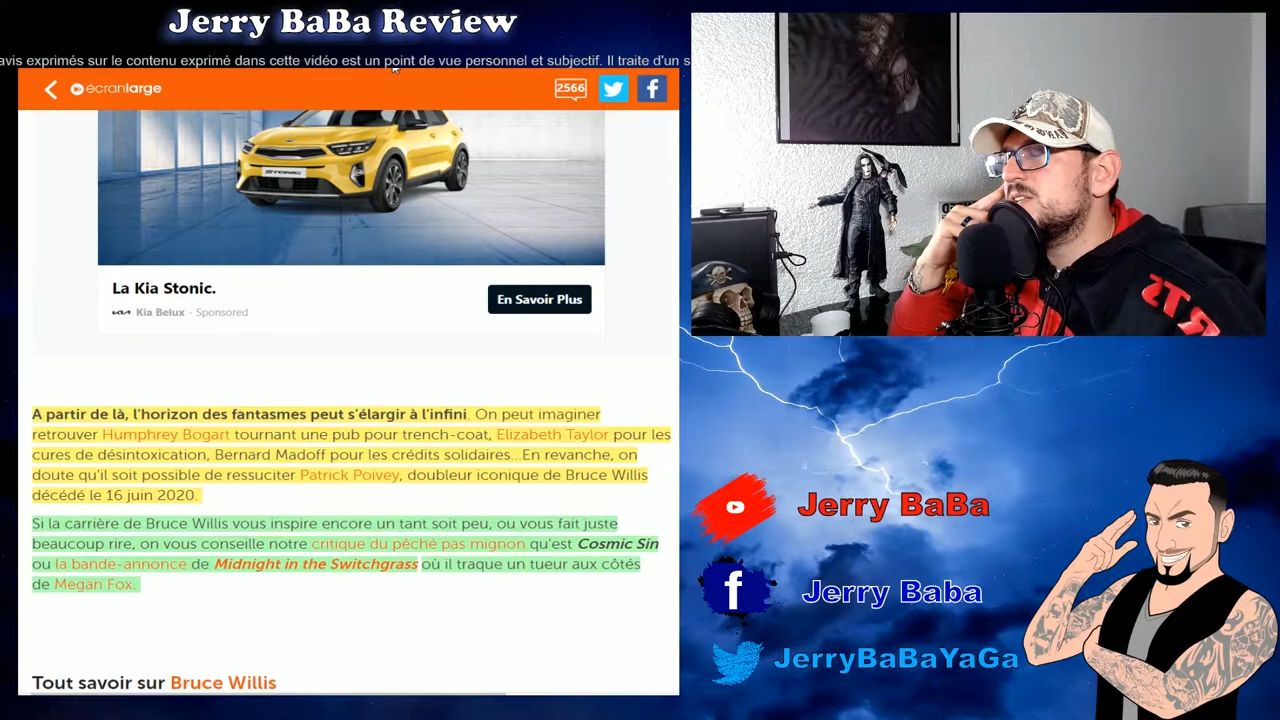 Jerry BaBa Review
avis exprimés sur le contenu exprimé dans cette vidéo est un point de vue personnel et subjectif. Il traite d'un s
écranlarge
2566
STONIC
La Kia Stonic.
Kia Belux - Sponsored
En Savoir Plus
A partir de là, l'horizon des fantasmes peut s'élargir à l'infini. On peut imaginer
retrouver Humphrey Bogart tournant une pub pour trench-coat, Elizabeth Taylor pour les
cures de désintoxication, Bernard Madoff pour les crédits solidaires...En revanche, on
doute qu'il soit possible de ressuciter Patrick Poivey, doubleur iconique de Bruce Willis
décédé le 16 juin 2020.
Si la carrière de Bruce Willis vous inspire encore un tant soit peu, ou vous fait juste
beaucoup rire, on vous conseille notre critique du pêché pas mignon qu'est Cosmic Sin
ou la bande-annonce de Midnight in the Switchgrass où il traque un tueur aux côtés
de Megan Fox.
Tout savoir sur Bruce Willis
Jerry BaBa
Jerry Baba
JerryBaBaYaGa